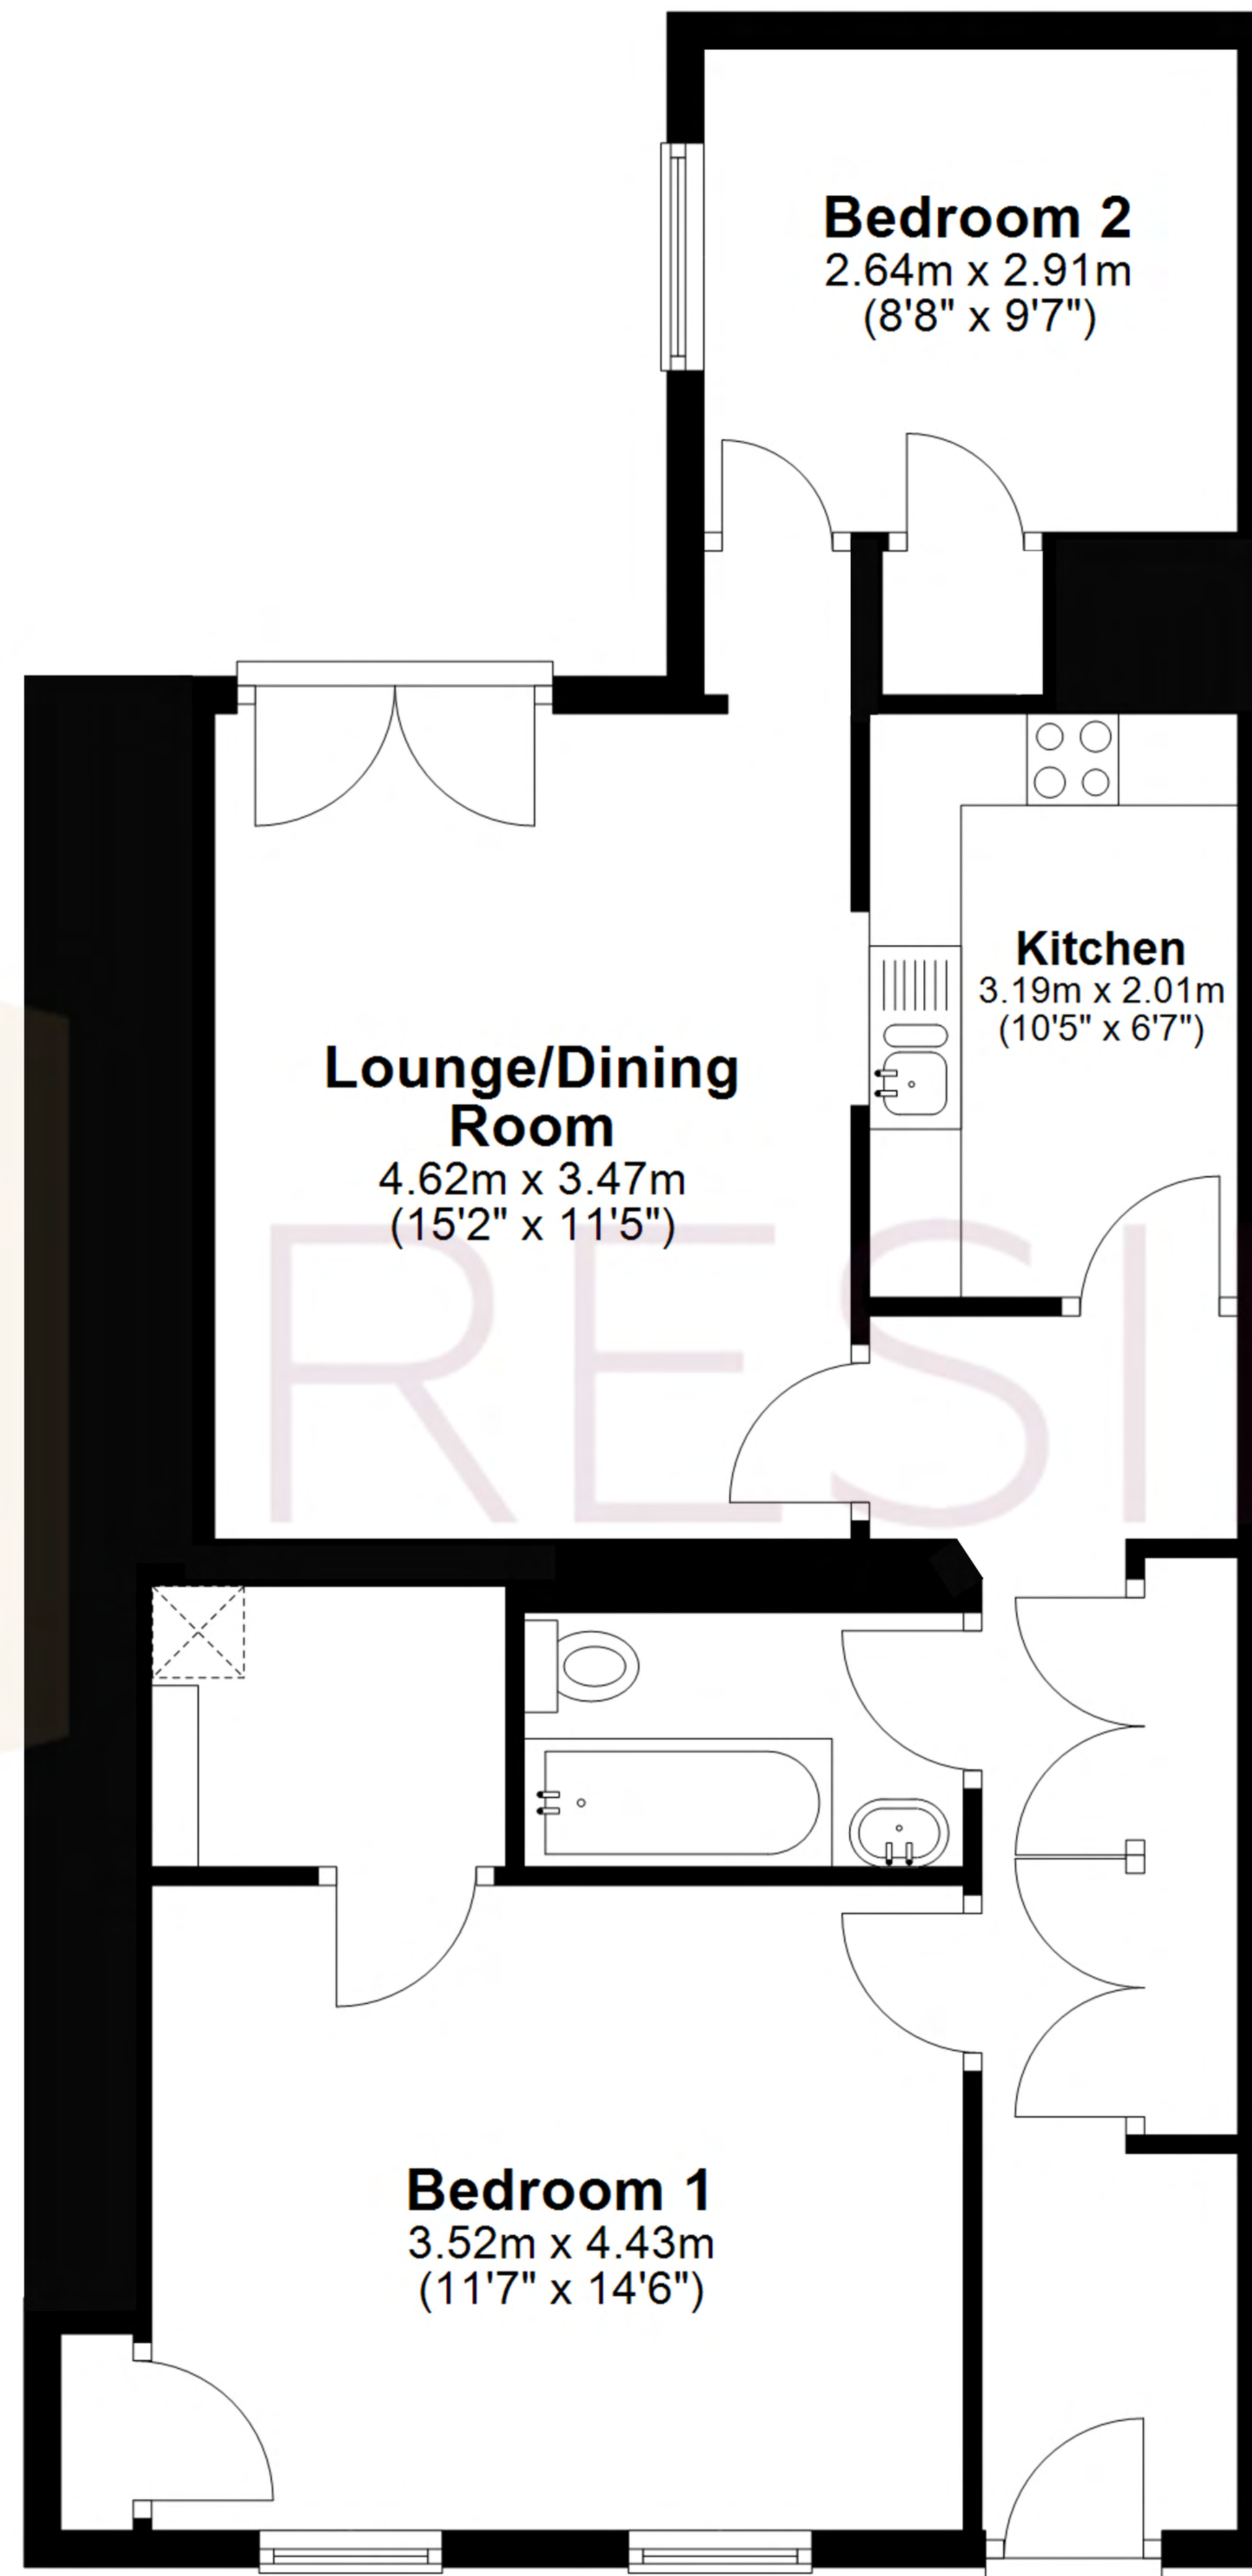 Bedroom 2
2.64m x 2.91m
(8'8" x 9'7")
Kitchen
3.19m x 2.01m
(10'5" x 6'7")
Lounge/Dining
Room
4.62m x 3.47m
(15'2" x 11'5")
RESI
Bedroom 1
3.52m x 4.43m
(11'7" x 14'6")